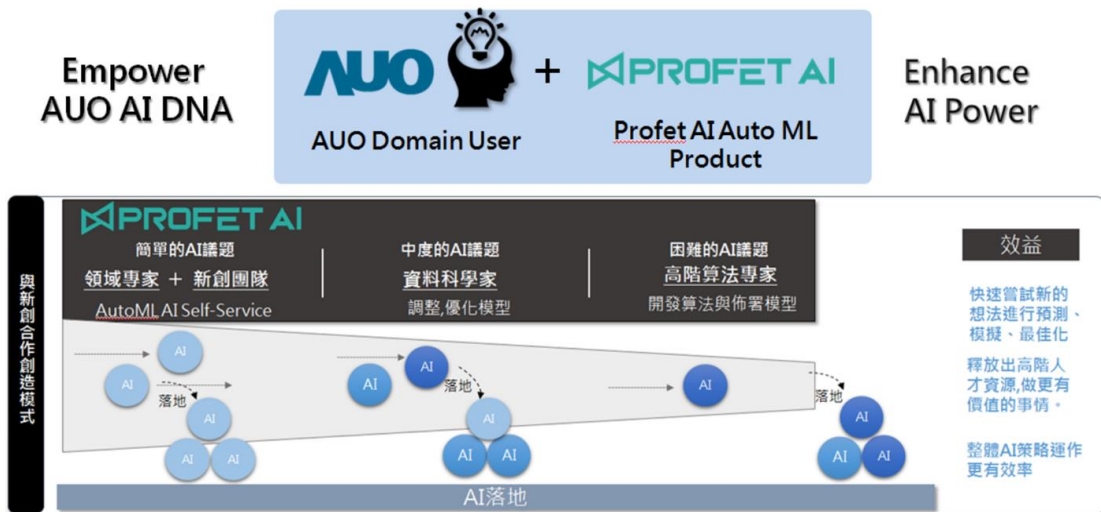 Empower
AUO AI DNA
AUO
+
PROFET AI
AUO Domain User
Profet AI Auto ML
Product
Enhance
AI Power
與新創合作創造模式
PROFET AI
簡單的AI議題
領域專家 + 新創團隊
AutoML AI Self-Service
中度的AI議題
資料科學家
調整,優化模型
困難的AI議題
高階算法專家
開發算法與佈署模型
AI
AI
落地
AI
AI
AI
AI
AI
落地
AI
AI
AI
AI
落地
AI
AI
AI
AI落地
效益
快速嘗試新的
想法進行預測、
模擬、最佳化
釋放出高階人
才資源,做更有
價值的事情。
整體AI策略運作
更有效率